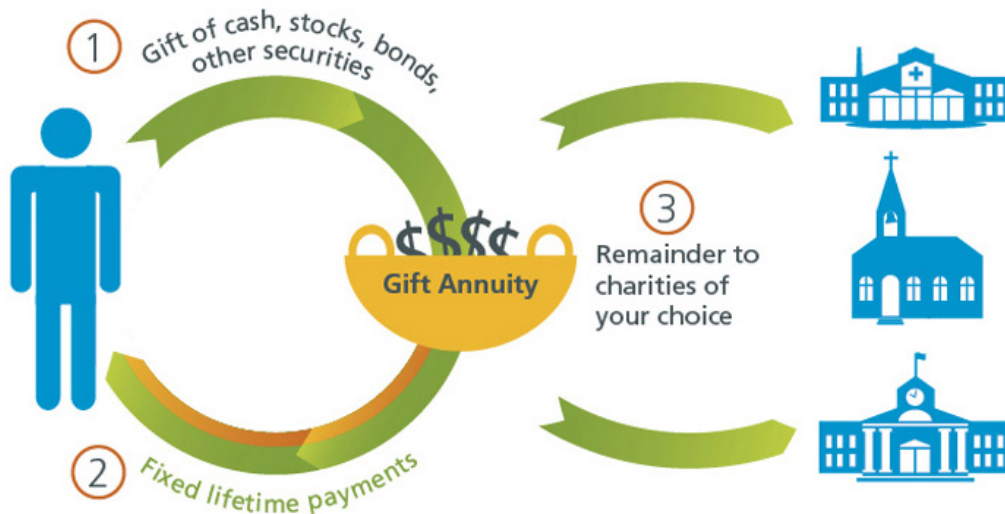 1
Gift of cash, stocks, bonds,
other securities
$$$$
Gift Annuity
2
Fixed lifetime payments
3
Remainder to
charities of
your choice